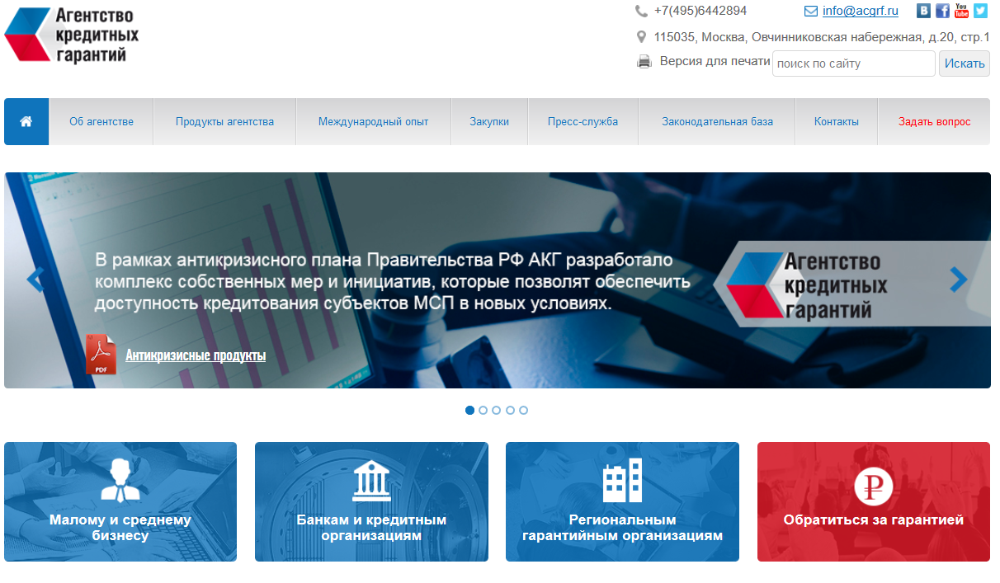 Агентство
кредитных
гарантий
+7(495)6442894
info@acgrf.ru
В
f
You
Tube
115035, Москва, Овчинниковская набережная, д.20, стр.1
Версия для печати
поиск по сайту
Искать
Об агентстве
Продукты агентства
Международный опыт
Закупки
Пресс-служба
Законодательная база
Контакты
Задать вопрос
В рамках антикризисного плана Правительства РФ АКГ разработало
комплекс собственных мер и инициатив, которые позволят обеспечить
доступность кредитования субъектов МСП в новых условиях.
Агентство
кредитных
гарантий
PDF
Антикризисные продукты
Малому и среднему
бизнесу
Банкам и кредитным
организациям
Региональным
гарантийным организациям
₽
Обратиться за гарантией